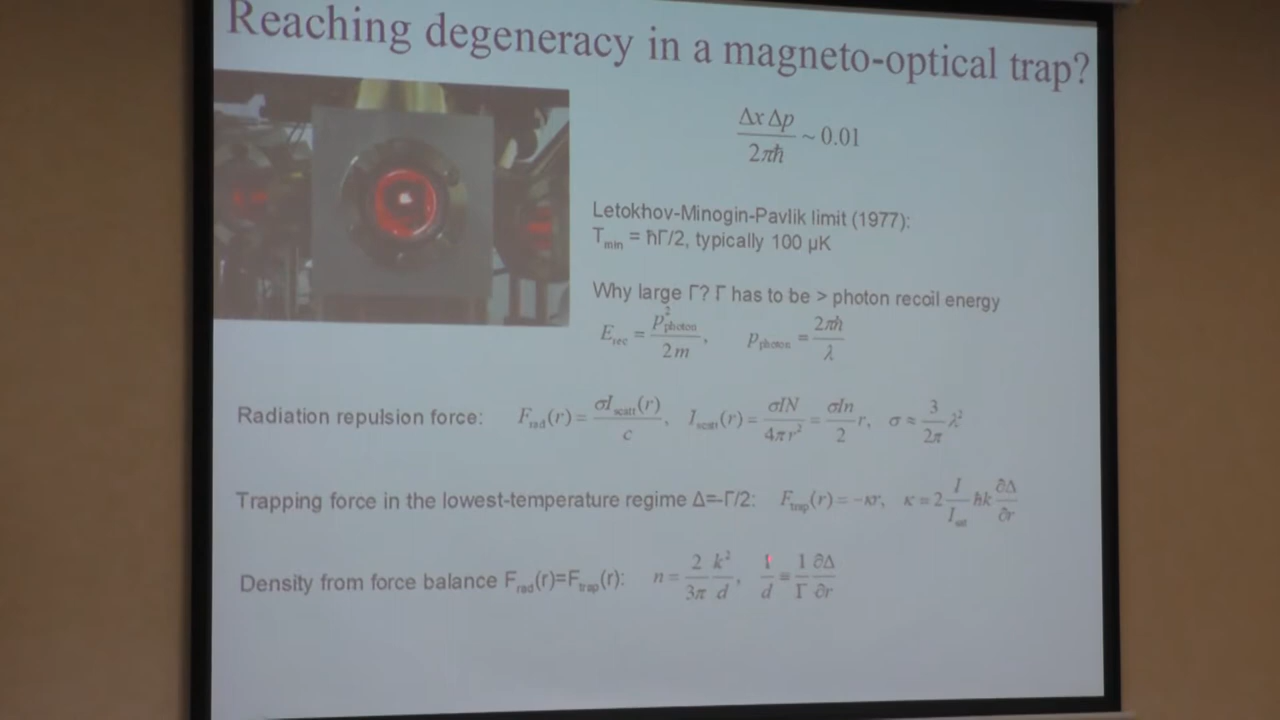 Reaching degeneracy in a magneto-optical trap?
Δx Δp / 2πħ ~ 0.01
Letokhov-Minogin-Pavlik limit (1977):
T_min = ħΓ/2, typically 100 µK
Why large Γ? Γ has to be > photon recoil energy
E_rec = p²_photon / 2m, p_photon = 2πħ / λ
Radiation repulsion force: F_rad(r) = σI_scatt(r) / c, I_scatt(r) = σIN / 4πr² = σIn / 2 r, σ ≈ 3 / 2π λ²
Trapping force in the lowest-temperature regime Δ=-Γ/2: F_trap(r) = -κr, κ = 2 I / I_sat ħk ∂Δ / ∂r
Density from force balance F_rad(r)=F_trap(r): n = 2 / 3π k² / d, 1 / d ≡ 1 / Γ ∂Δ / ∂r